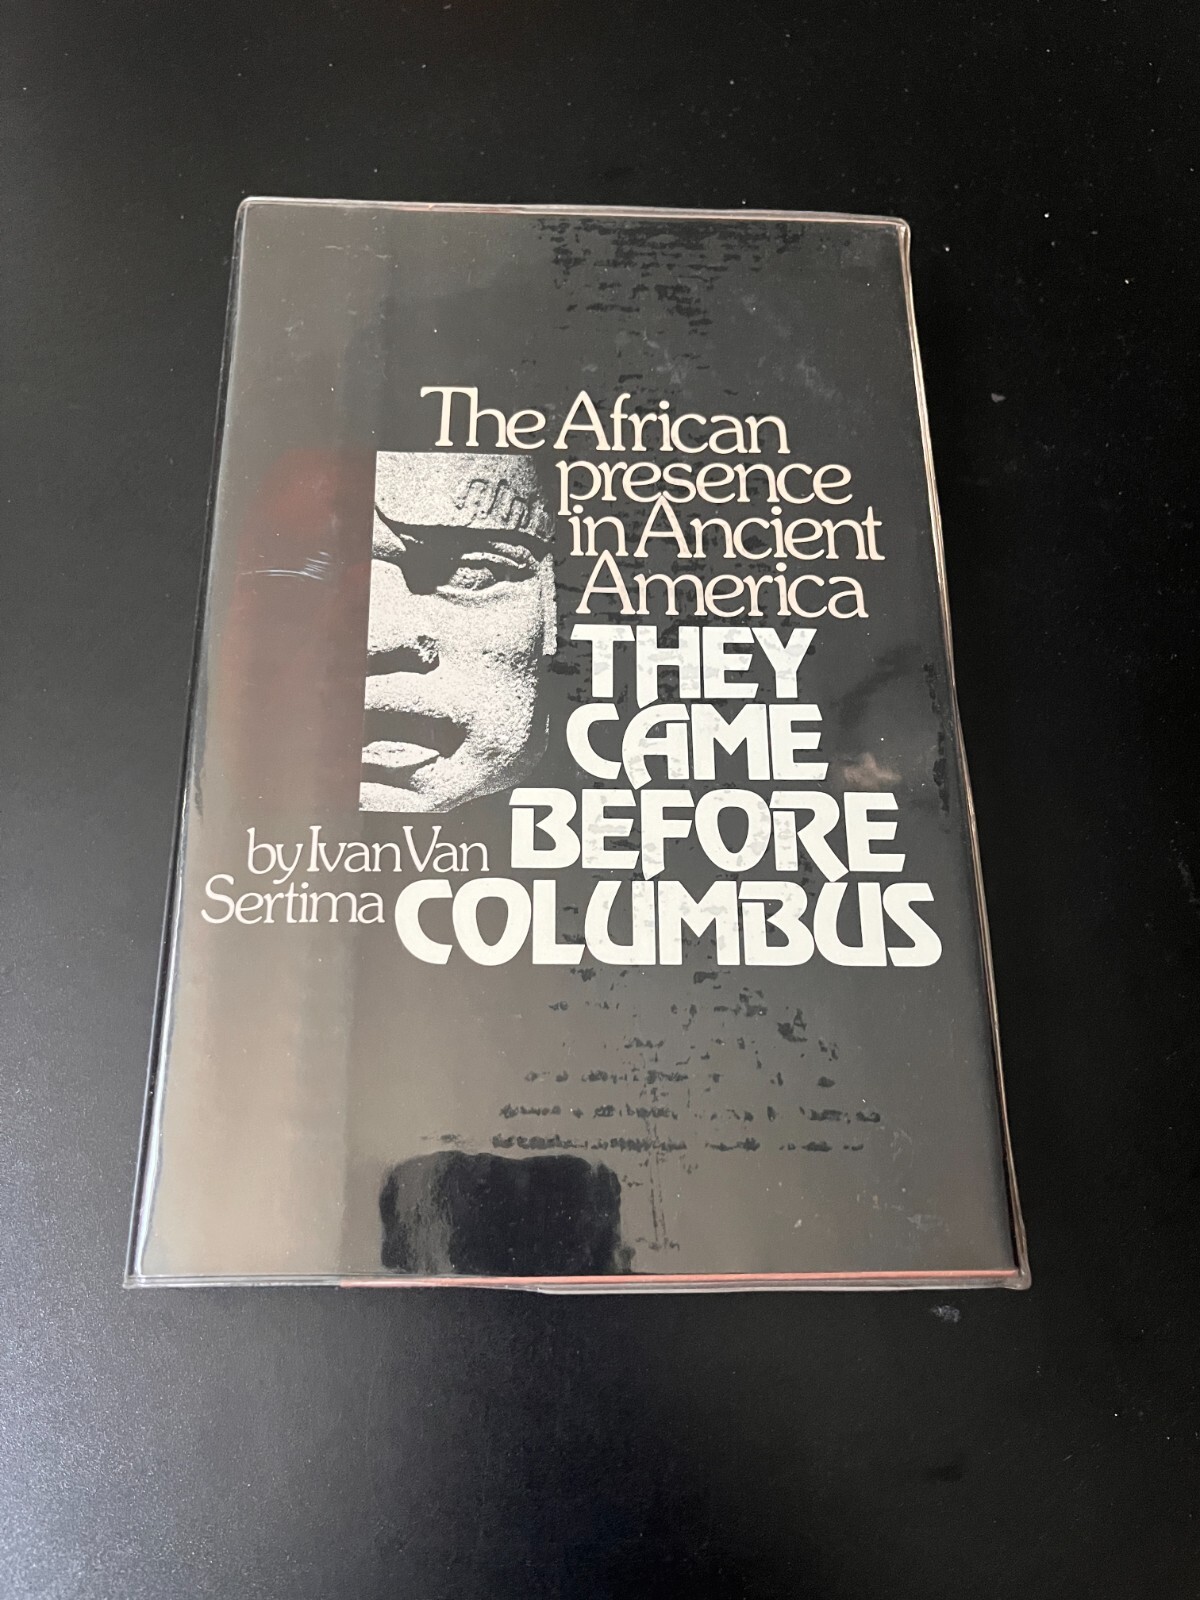 The African
presence
in Ancient
America
THEY
CAME
BEFORE
COLUMBUS
by Ivan Van
Sertima